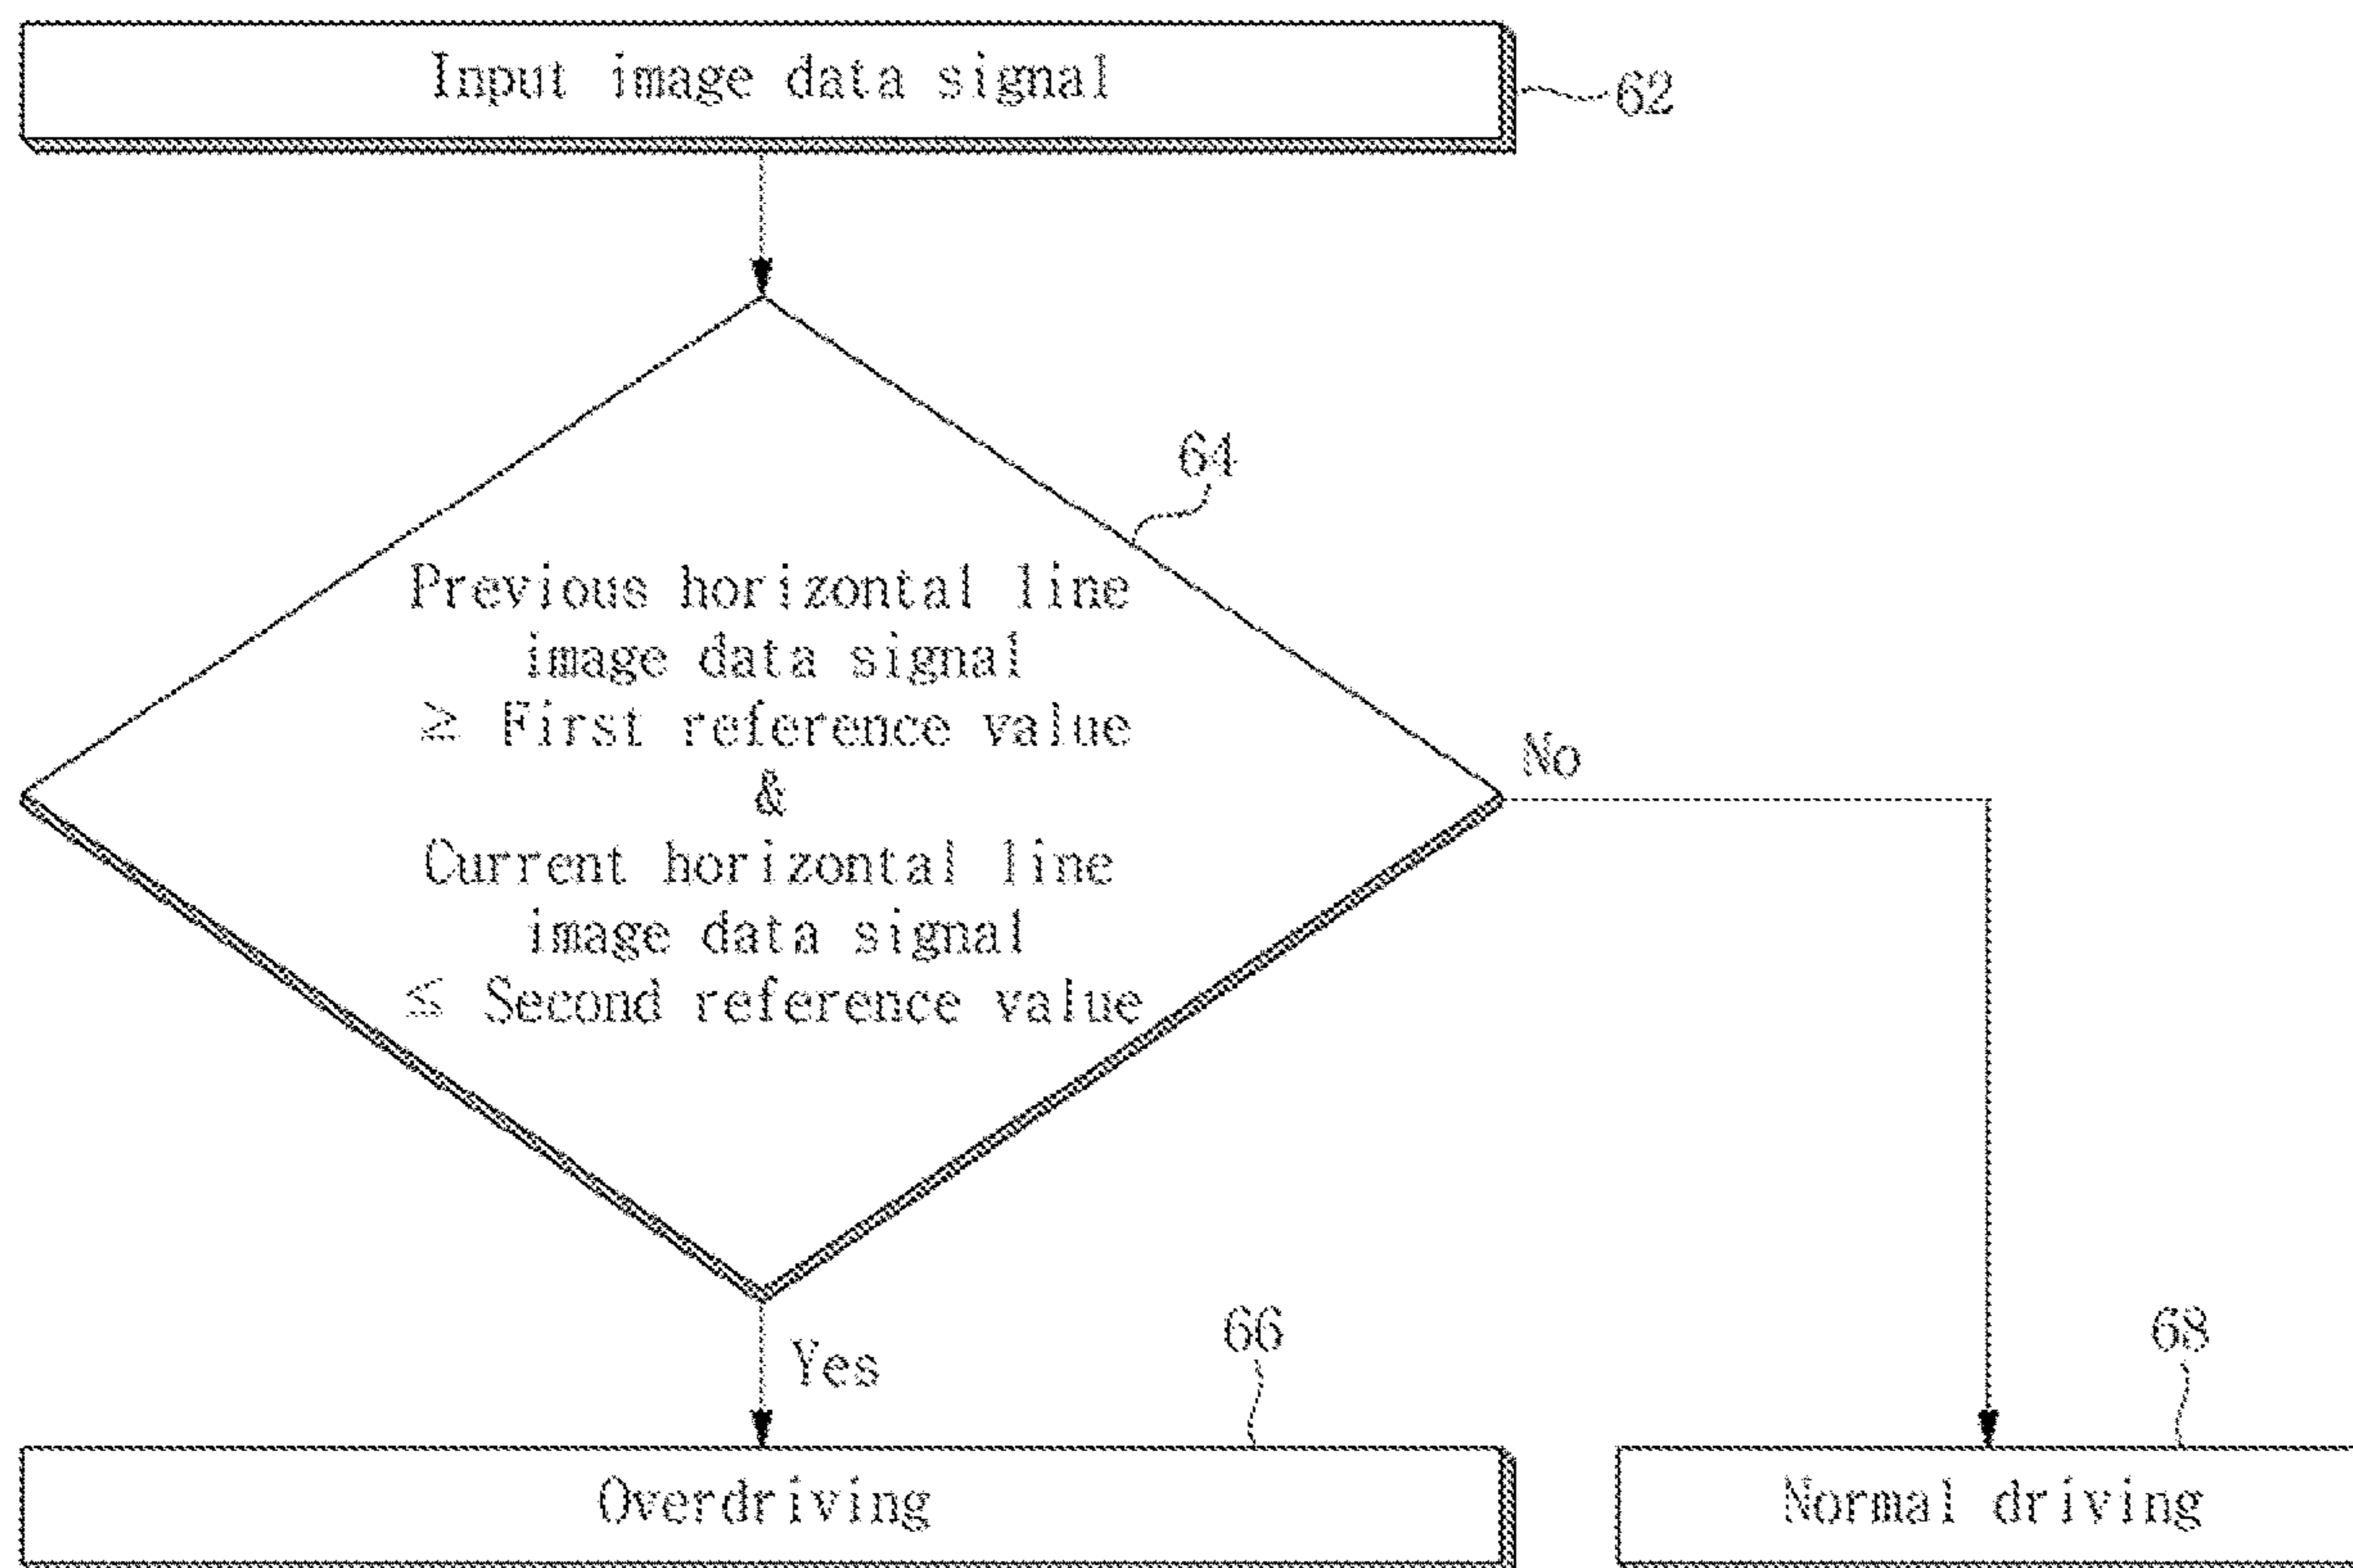 Input image data signal
62
64
Previous horizontal line
image data signal
≥ First reference value
&
Current horizontal line
image data signal
≤ Second reference value
No
Yes
66
68
Overdriving
Normal driving